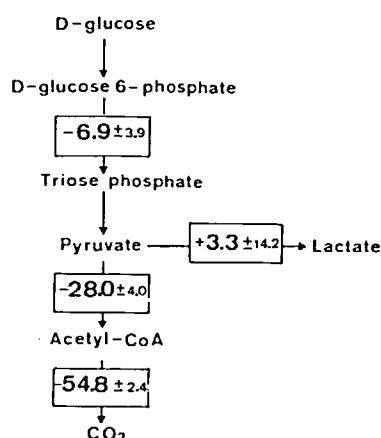 D-glucose
D-glucose 6-phosphate
-6.9 ±3.9
Triose phosphate
Pyruvate +3.3 ±14.2 Lactate
-28.0 ±4.0
Acetyl-CoA
-54.8 ±2.4
CO2